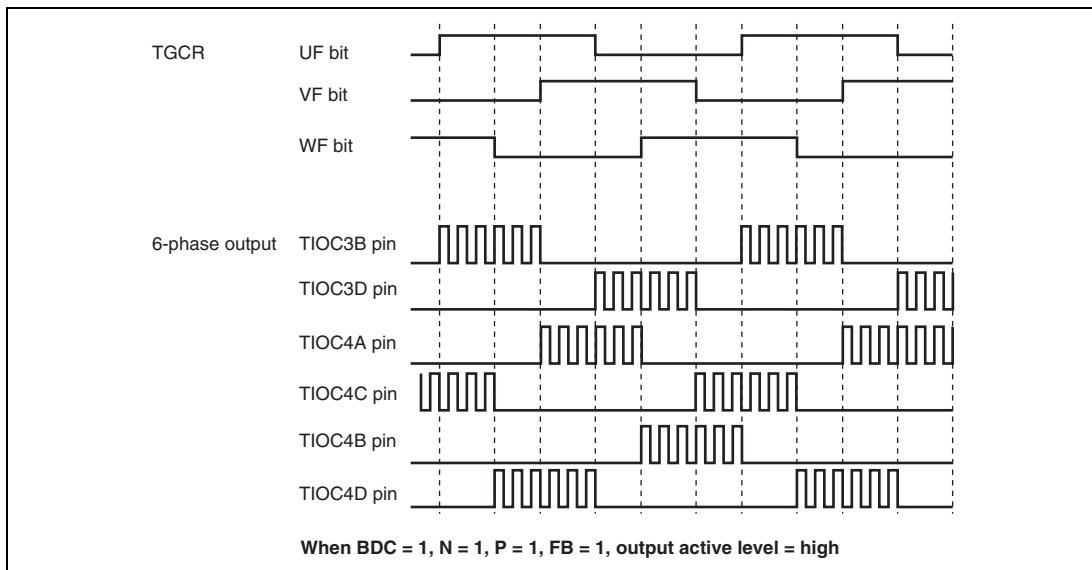 TGCR UF bit
VF bit
WF bit
6-phase output TIOC3B pin
TIOC3D pin
TIOC4A pin
TIOC4C pin
TIOC4B pin
TIOC4D pin
When BDC = 1, N = 1, P = 1, FB = 1, output active level = high